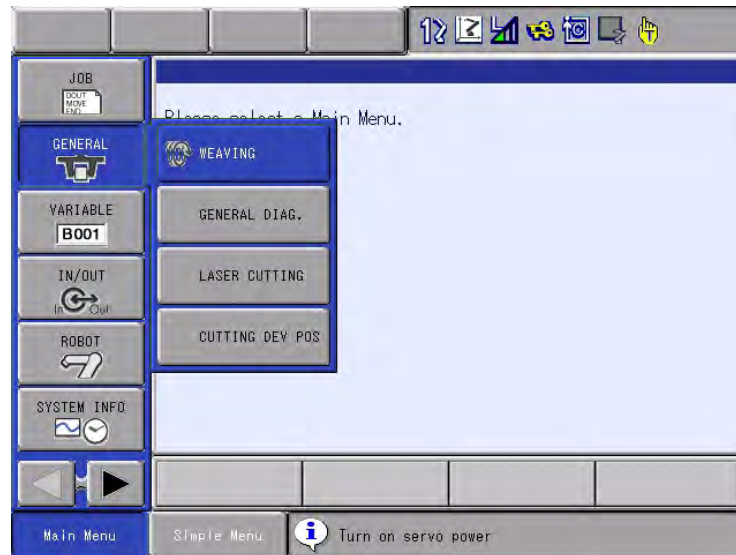 JOB
DOUT
MOVE
END
GENERAL
VARIABLE
B001
IN/OUT
In Out
ROBOT
SYSTEM INFO
Please select a Main Menu.
WEAVING
GENERAL DIAG.
LASER CUTTING
CUTTING DEV POS
Main Menu
Simple Menu
Turn on servo power